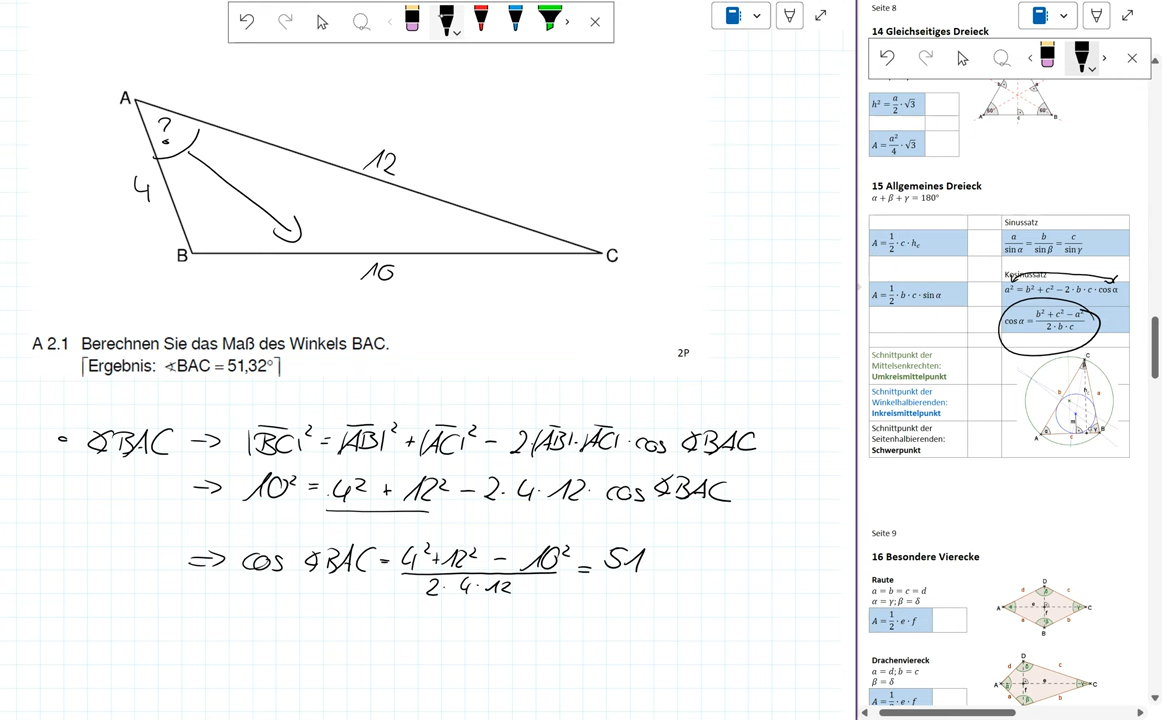 A
?
12
4
B
C
10
A 2.1 Berechnen Sie das Maß des Winkels BAC.
[Ergebnis: ∢BAC = 51,32°]
2P
• ∢BAC → |BC|² = |AB|² + |AC|² - 2·|AB|·|AC| · cos ∢BAC
→ 10² = 4² + 12² - 2·4·12· cos ∢BAC
=> cos ∢BAC = (4²+12² - 10²)/(2·4·12) = 51
Seite 8
14 Gleichseitiges Dreieck
h² = a/2 · √3
A = a²/4 · √3
A
60°
c
60°
B
15 Allgemeines Dreieck
α + β + γ = 180°
Sinussatz
A = 1/2 · c · h_c
a/sin α = b/sin β = c/sin γ
Kosinussatz
A = 1/2 · b · c · sin α
a² = b² + c² − 2 · b · c · cos α
cos α = (b² + c² − a²)/(2 · b · c)
Schnittpunkt der
Mittelsenkrechten:
Umkreismittelpunkt
Schnittpunkt der
Winkelhalbierenden:
Inkreismittelpunkt
Schnittpunkt der
Seitenhalbierenden:
Schwerpunkt
C
b
a
A
c
B
Seite 9
16 Besondere Vierecke
Raute
a = b = c = d
α = γ; β = δ
A = 1/2 · e · f
D
d
c
A
e
C
f
a
b
B
Drachenviereck
a = d; b = c
β = δ
A = 1/2 · e · f
D
d
c
A
e
C
f
a
b